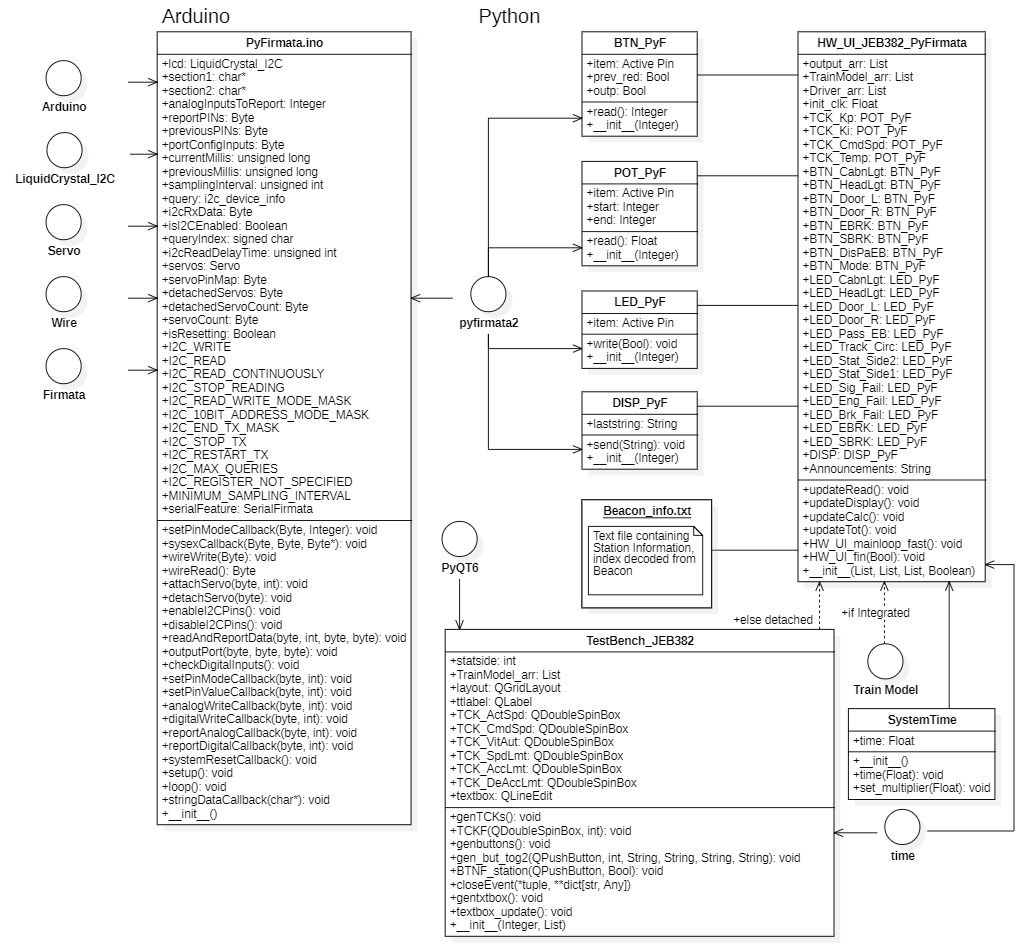 Arduino
Python
Arduino
LiquidCrystal_I2C
Servo
Wire
Firmata
PyFirmata.ino
+lcd: LiquidCrystal_I2C
+section1: char*
+section2: char*
+analogInputsToReport: Integer
+reportPINs: Byte
+previousPINs: Byte
+portConfigInputs: Byte
+currentMillis: unsigned long
+previousMillis: unsigned long
+samplingInterval: unsigned int
+query: i2c_device_info
+i2cRxData: Byte
+isI2CEnabled: Boolean
+queryIndex: signed char
+i2cReadDelayTime: unsigned int
+servos: Servo
+servoPinMap: Byte
+detachedServos: Byte
+detachedServoCount: Byte
+servoCount: Byte
+isResetting: Boolean
+I2C_WRITE
+I2C_READ
+I2C_READ_CONTINUOUSLY
+I2C_STOP_READING
+I2C_READ_WRITE_MODE_MASK
+I2C_10BIT_ADDRESS_MODE_MASK
+I2C_END_TX_MASK
+I2C_STOP_TX
+I2C_RESTART_TX
+I2C_MAX_QUERIES
+I2C_REGISTER_NOT_SPECIFIED
+MINIMUM_SAMPLING_INTERVAL
+serialFeature: SerialFirmata
+setPinModeCallback(Byte, Integer): void
+sysexCallback(Byte, Byte, Byte*): void
+wireWrite(Byte): void
+wireRead(): Byte
+attachServo(byte, int): void
+detachServo(byte): void
+enableI2CPins(): void
+disableI2CPins(): void
+readAndReportData(byte, int, byte, byte): void
+outputPort(byte, byte, byte): void
+checkDigitalInputs(): void
+setPinModeCallback(byte, int): void
+setPinValueCallback(byte, int): void
+analogWriteCallback(byte, int): void
+digitalWriteCallback(byte, int): void
+reportAnalogCallback(byte, int): void
+reportDigitalCallback(byte, int): void
+systemResetCallback(): void
+setup(): void
+loop(): void
+stringDataCallback(char*): void
+__init__()
pyfirmata2
BTN_PyF
+item: Active Pin
+prev_red: Bool
+outp: Bool
+read(): Integer
+__init__(Integer)
POT_PyF
+item: Active Pin
+start: Integer
+end: Integer
+read(): Float
+__init__(Integer)
LED_PyF
+item: Active Pin
+write(Bool): void
+__init__(Integer)
DISP_PyF
+laststring: String
+send(String): void
+__init__(Integer)
Beacon_info.txt
Text file containing
Station Information,
index decoded from
Beacon
HW_UI_JEB382_PyFirmata
+output_arr: List
+TrainModel_arr: List
+Driver_arr: List
+init_clk: Float
+TCK_Kp: POT_PyF
+TCK_Ki: POT_PyF
+TCK_CmdSpd: POT_PyF
+TCK_Temp: POT_PyF
+BTN_CabnLgt: BTN_PyF
+BTN_HeadLgt: BTN_PyF
+BTN_Door_L: BTN_PyF
+BTN_Door_R: BTN_PyF
+BTN_EBRK: BTN_PyF
+BTN_SBRK: BTN_PyF
+BTN_DisPaEB: BTN_PyF
+BTN_Mode: BTN_PyF
+LED_CabnLgt: LED_PyF
+LED_HeadLgt: LED_PyF
+LED_Door_L: LED_PyF
+LED_Door_R: LED_PyF
+LED_Pass_EB: LED_PyF
+LED_Track_Circ: LED_PyF
+LED_Stat_Side2: LED_PyF
+LED_Stat_Side1: LED_PyF
+LED_Sig_Fail: LED_PyF
+LED_Eng_Fail: LED_PyF
+LED_Brk_Fail: LED_PyF
+LED_EBRK: LED_PyF
+LED_SBRK: LED_PyF
+DISP: DISP_PyF
+Announcements: String
+updateRead(): void
+updateDisplay(): void
+updateCalc(): void
+updateTot(): void
+HW_UI_mainloop_fast(): void
+HW_UI_fin(Bool): void
+__init__(List, List, List, Boolean)
PyQT6
+else detached
+if Integrated
Train Model
TestBench_JEB382
+statside: int
+TrainModel_arr: List
+layout: QGridLayout
+ttlabel: QLabel
+TCK_ActSpd: QDoubleSpinBox
+TCK_CmdSpd: QDoubleSpinBox
+TCK_VitAut: QDoubleSpinBox
+TCK_SpdLmt: QDoubleSpinBox
+TCK_AccLmt: QDoubleSpinBox
+TCK_DeAccLmt: QDoubleSpinBox
+textbox: QLineEdit
+genTCKs(): void
+TCKF(QDoubleSpinBox, int): void
+genbuttons(): void
+gen_but_tog2(QPushButton, int, String, String, String, String): void
+BTNF_station(QPushButton, Bool): void
+closeEvent(*tuple, **dict[str, Any])
+gentxtbox(): void
+textbox_update(): void
+__init__(Integer, List)
SystemTime
+time: Float
+__init__()
+time(Float): void
+set_multiplier(Float): void
time